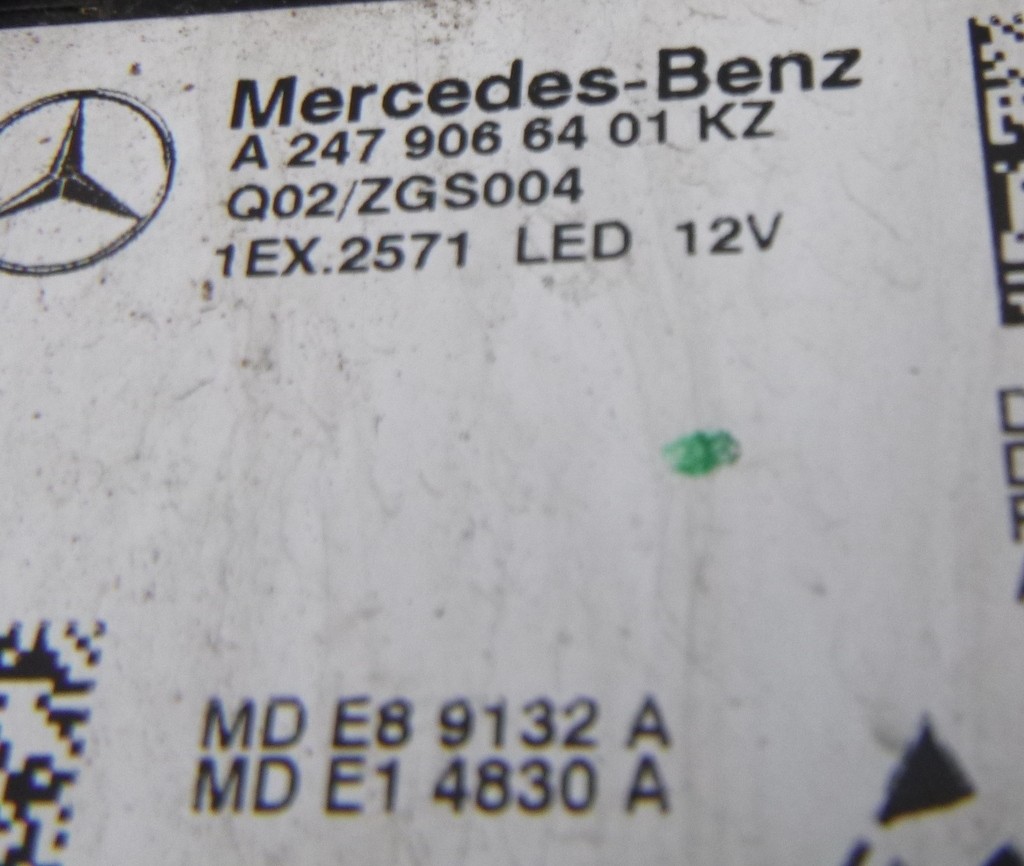 Mercedes-Benz
A 247 906 64 01 KZ
Q02/ZGS004
1EX.2571 LED 12V
MD E8 9132 A
MD E1 4830 A